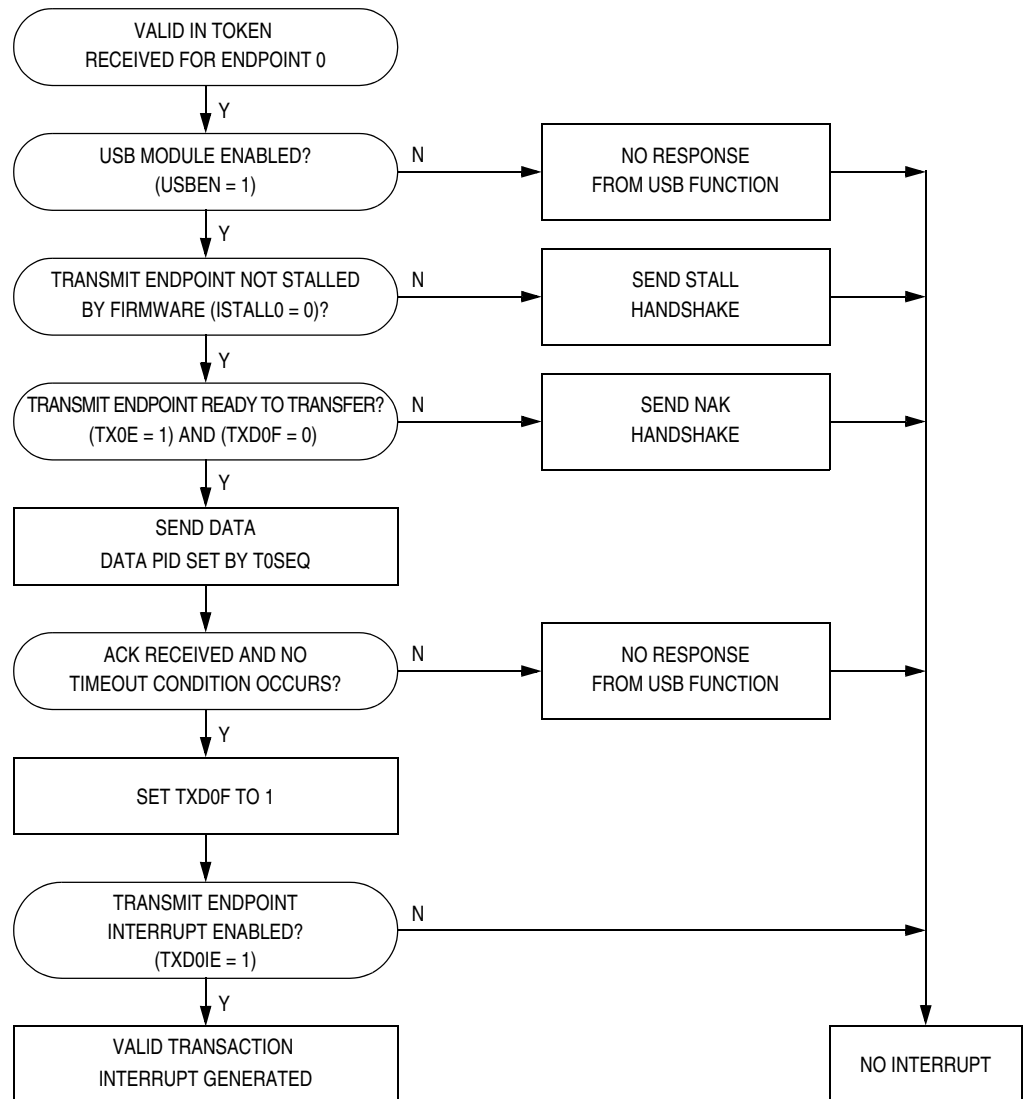 VALID IN TOKEN
RECEIVED FOR ENDPOINT 0
Y
USB MODULE ENABLED?
(USBEN = 1)
N
NO RESPONSE
FROM USB FUNCTION
Y
TRANSMIT ENDPOINT NOT STALLED
BY FIRMWARE (ISTALL0 = 0)?
N
SEND STALL
HANDSHAKE
Y
TRANSMIT ENDPOINT READY TO TRANSFER?
(TX0E = 1) AND (TXD0F = 0)
N
SEND NAK
HANDSHAKE
Y
SEND DATA
DATA PID SET BY T0SEQ
ACK RECEIVED AND NO
TIMEOUT CONDITION OCCURS?
N
NO RESPONSE
FROM USB FUNCTION
Y
SET TXD0F TO 1
TRANSMIT ENDPOINT
INTERRUPT ENABLED?
(TXD0IE = 1)
N
Y
VALID TRANSACTION
INTERRUPT GENERATED
NO INTERRUPT